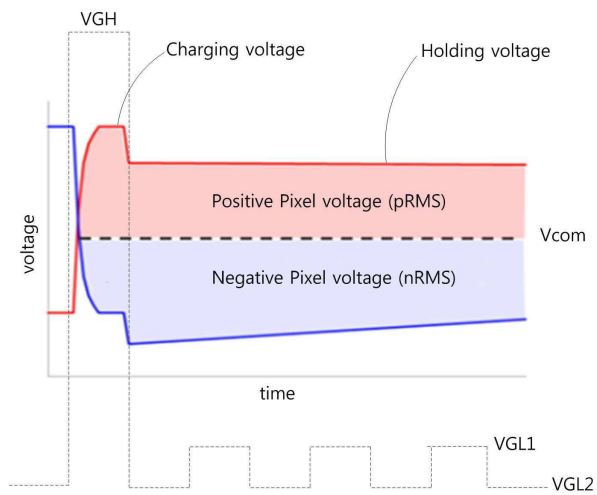 VGH
Charging voltage
Holding voltage
Positive Pixel voltage (pRMS)
Vcom
voltage
Negative Pixel voltage (nRMS)
time
VGL1
VGL2